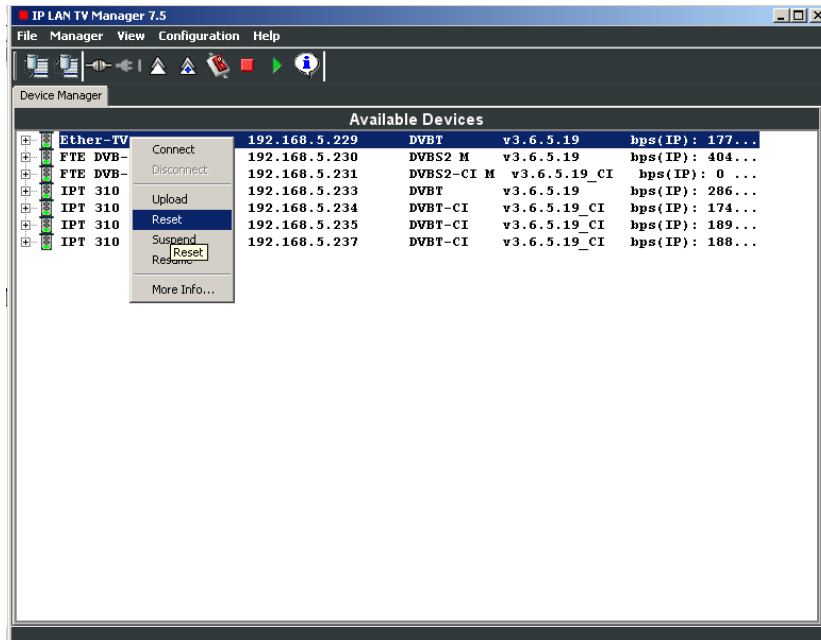 IP LAN TV Manager 7.5
File Manager View Configuration Help
Device Manager
Available Devices
Ether-TV 192.168.5.229 DVBT v3.6.5.19 bps(IP): 177...
FTE DVB- 192.168.5.230 DVBS2 M v3.6.5.19 bps(IP): 404...
FTE DVB- 192.168.5.231 DVBS2-CI M v3.6.5.19_CI bps(IP): 0 ...
IPT 310 192.168.5.233 DVBT v3.6.5.19 bps(IP): 286...
IPT 310 192.168.5.234 DVBT-CI v3.6.5.19_CI bps(IP): 174...
IPT 310 192.168.5.235 DVBT-CI v3.6.5.19_CI bps(IP): 189...
IPT 310 192.168.5.237 DVBT-CI v3.6.5.19_CI bps(IP): 188...
Connect
Disconnect
Upload
Reset
Suspend
Reset
Resume
More Info...